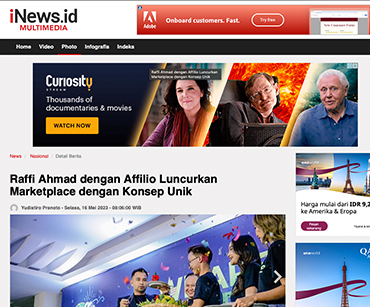 iNews.id
MULTIMEDIA
Adobe
Onboard customers. Fast.
Try free
Home Video Photo Infografis Indeks
CuriosiTy
STREAM
Thousands of
documentaries & movies
WATCH NOW
Raffi Ahmad dengan Affilio Luncurkan
Marketplace dengan Konsep Unik
News / Nasional / Detail Berita
Raffi Ahmad dengan Affilio Luncurkan
Marketplace dengan Konsep Unik
Yudistiro Pranoto - Selasa, 16 Mei 2023 - 08:06:00 WIB
Harga mulai dari IDR 9,2
ke Amerika & Eropa
Pesan
sekarang
QA